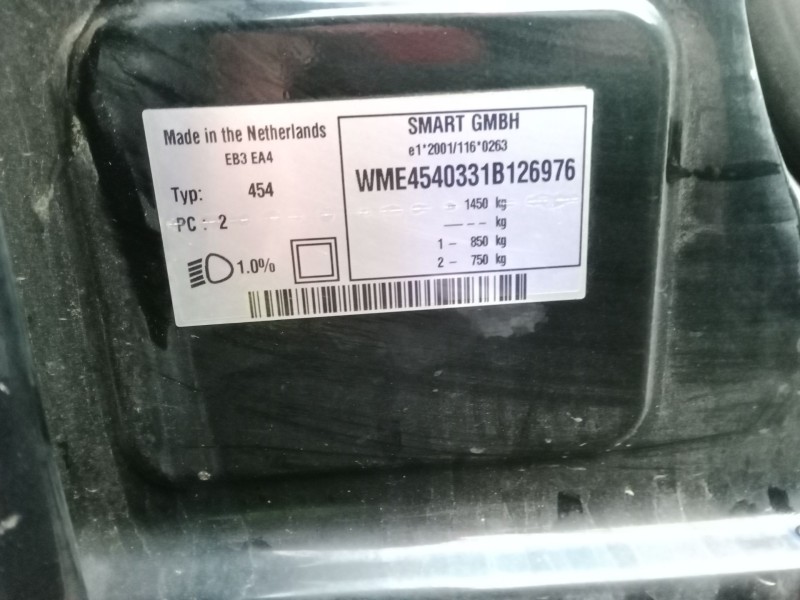 Made in the Netherlands
EB3 EA4
Typ: 454
PC : 2
1.0%
SMART GMBH
e1*2001/116*0263
WME4540331B126976
- 1450 kg
---- kg
1 - 850 kg
2 - 750 kg